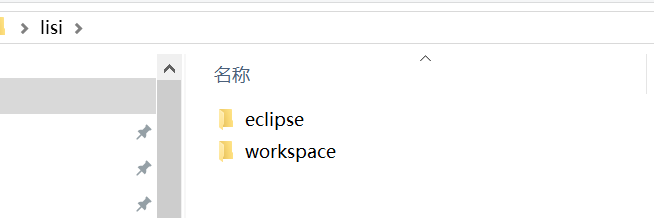 lisi
名称
eclipse
workspace